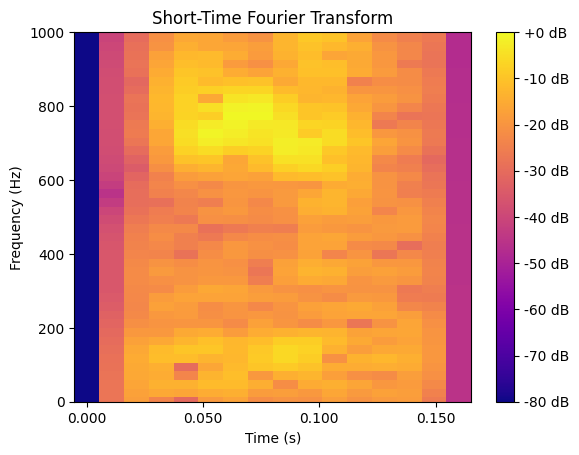 Short-Time Fourier Transform
Frequency (Hz)
1000
800
600
400
200
0
0.000
0.050
0.100
0.150
Time (s)
+0 dB
-10 dB
-20 dB
-30 dB
-40 dB
-50 dB
-60 dB
-70 dB
-80 dB